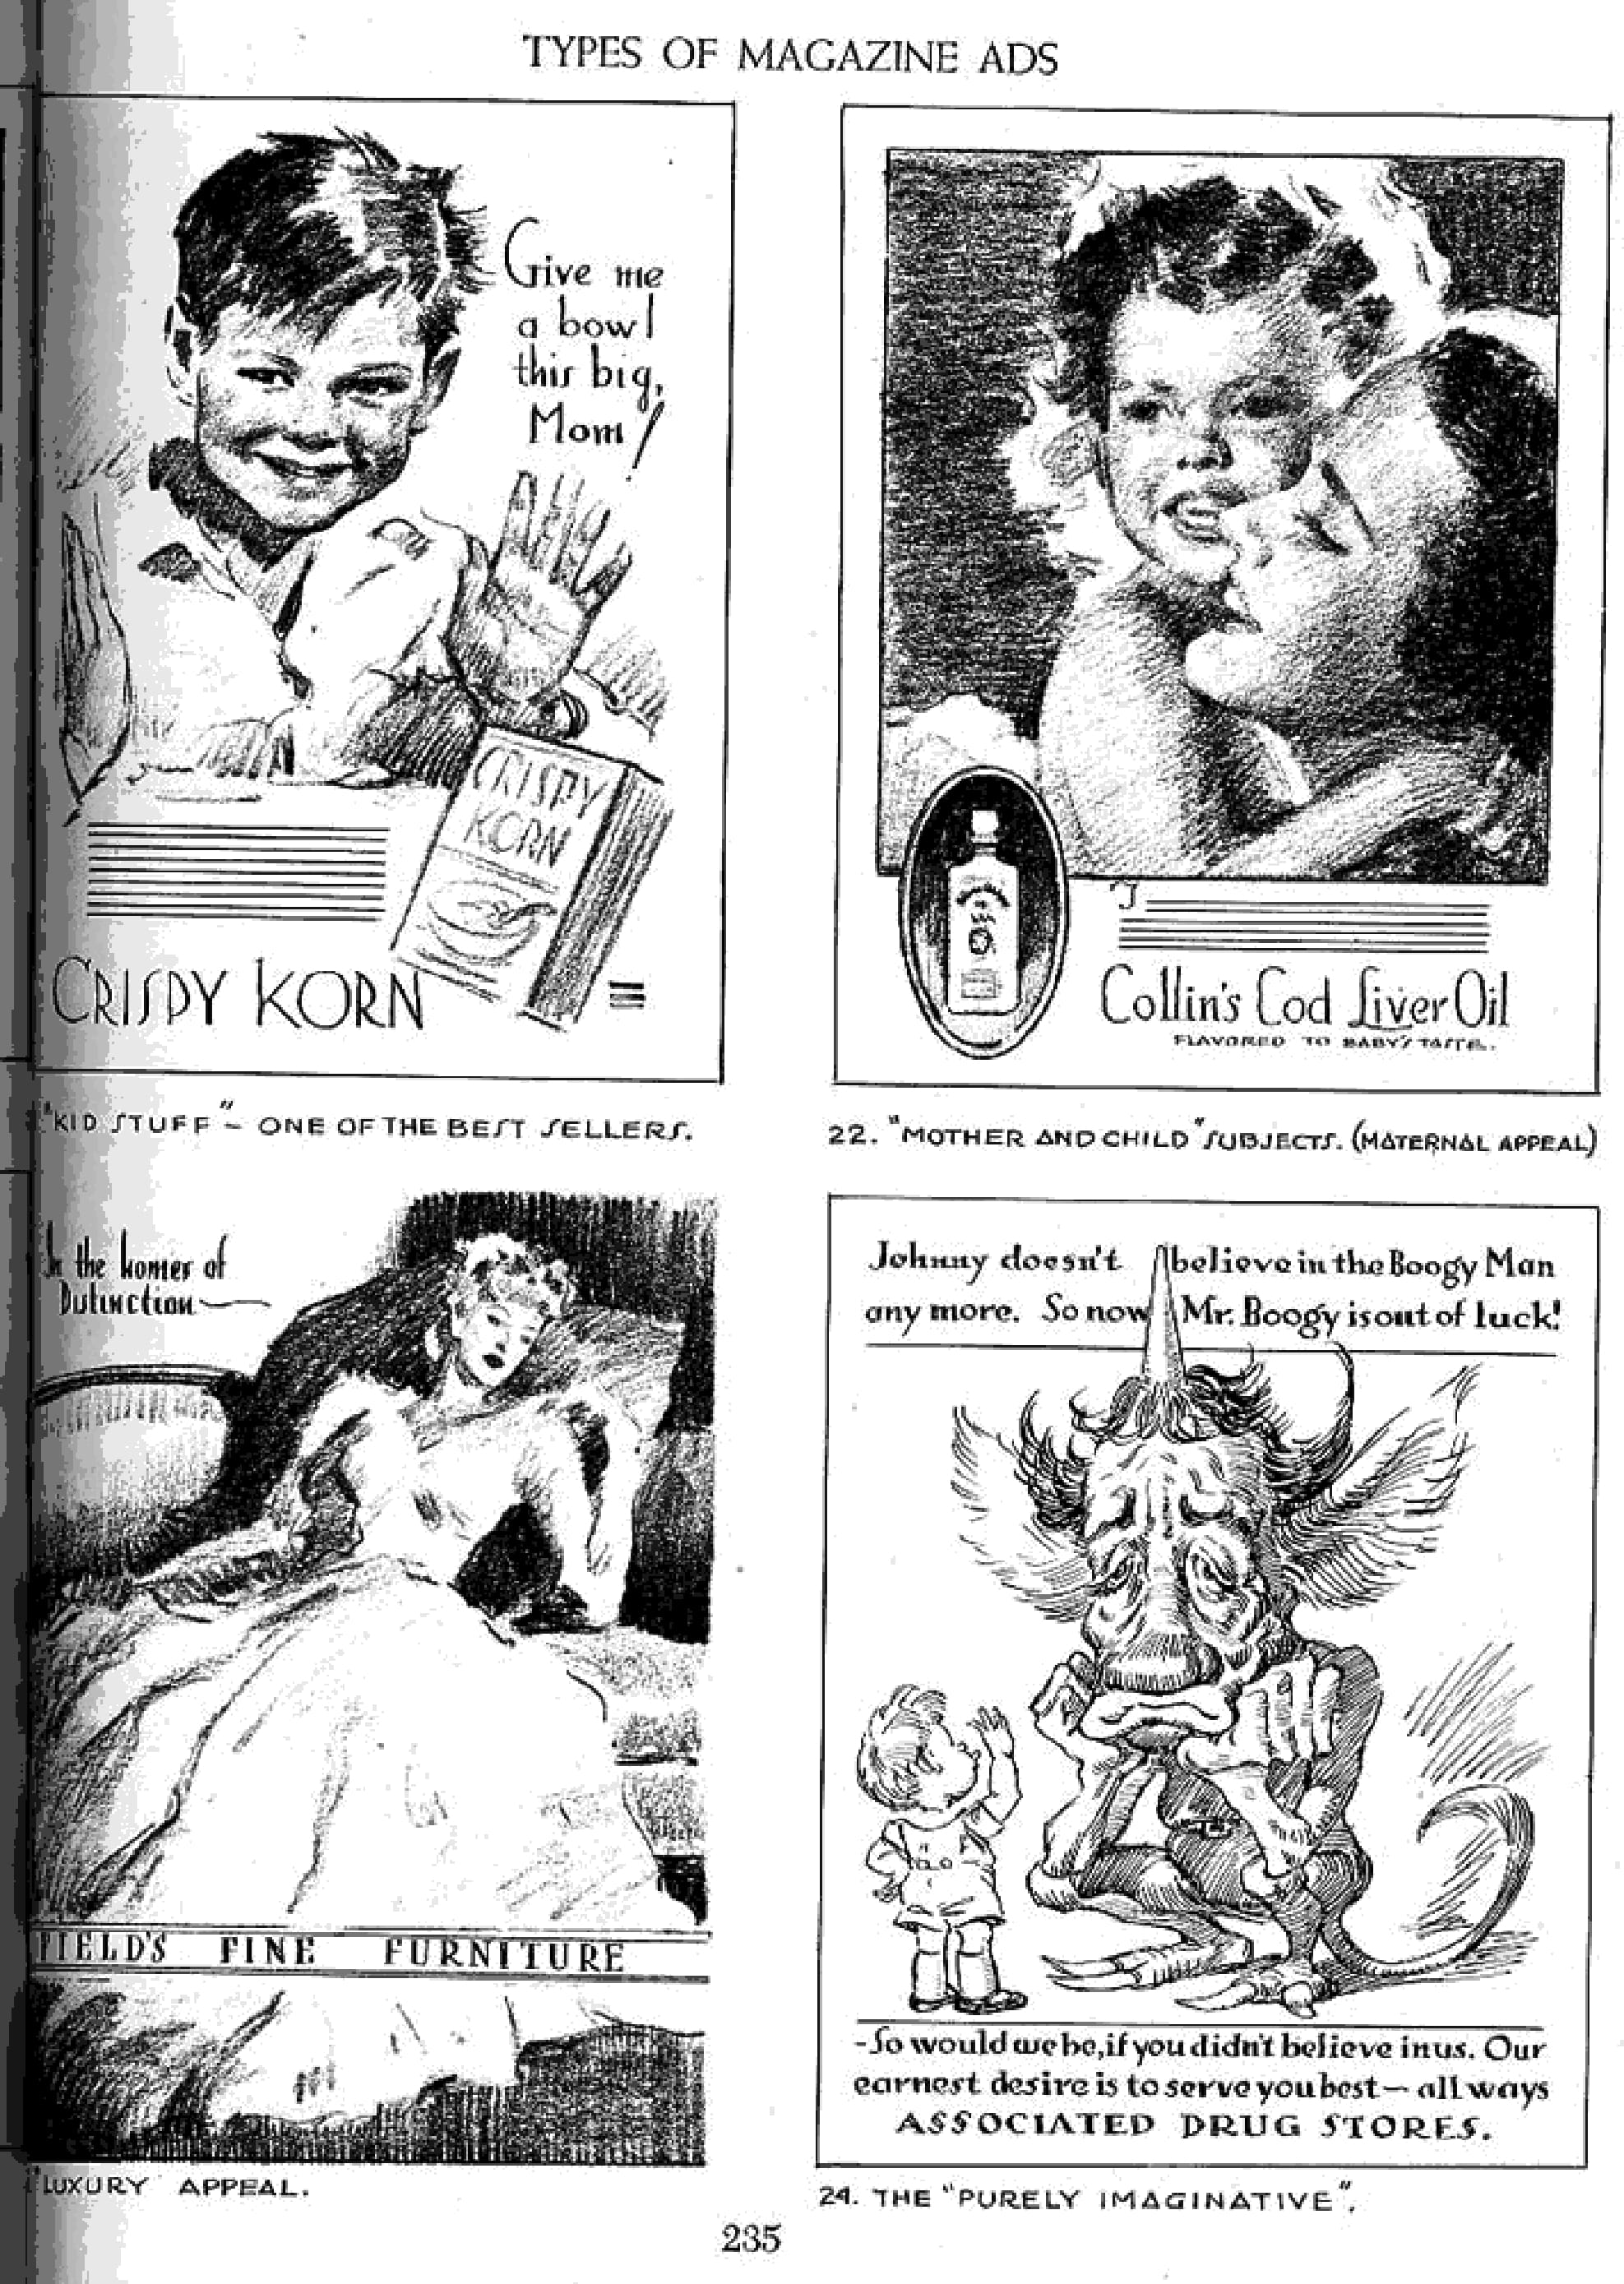 TYPES OF MAGAZINE ADS
Give me
a bowl
this big,
Mom!
CRISPY
KORN
CRISPY KORN
"KID STUFF" - ONE OF THE BEST SELLERS.
Collin's Cod Liver Oil
FLAVORED TO BABY'S TASTE.
22. "MOTHER AND CHILD" SUBJECTS. (MATERNAL APPEAL)
In the homes of
Distinction
FIELD'S FINE FURNITURE
"LUXURY APPEAL.
Johnny doesn't believe in the Boogy Man
any more. So now Mr. Boogy is out of luck!
-So would we be, if you didn't believe in us. Our
earnest desire is to serve you best — all ways
ASSOCIATED DRUG STORES.
24. THE "PURELY IMAGINATIVE".
235